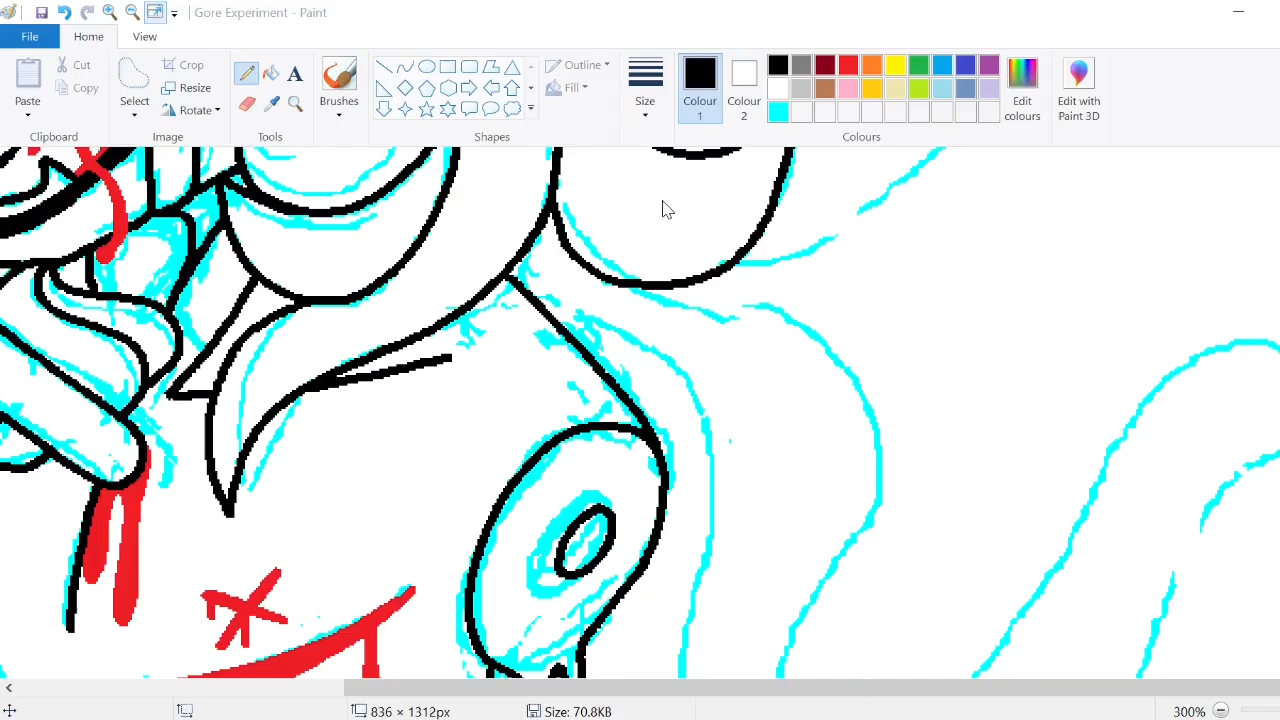 Gore Experiment - Paint
File
Home
View
Paste
Cut
Copy
Clipboard
Select
Crop
Resize
Rotate
Image
A
Tools
Brushes
Outline
Fill
Shapes
Size
Colour 1
Colour 2
Edit colours
Edit with Paint 3D
Colours
836 × 1312px
Size: 70.8KB
300%